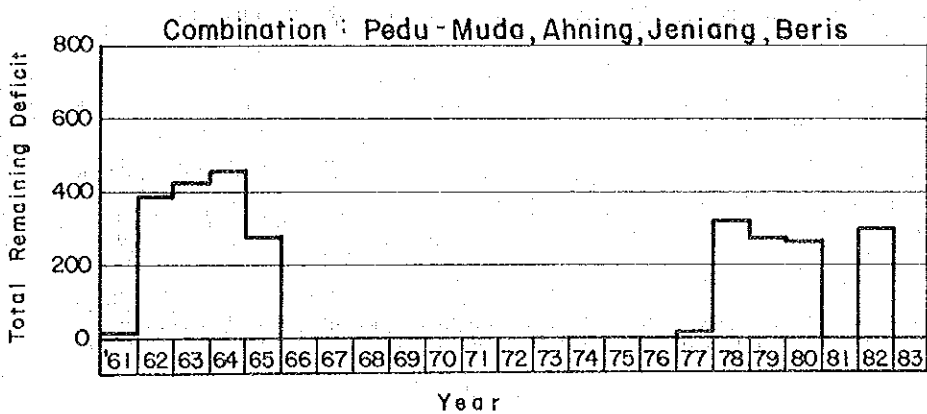 Combination : Pedu-Muda, Ahning, Jeniang, Beris
Total Remaining Deficit
800
600
400
200
0
'61 62 63 64 65 66 67 68 69 70 71 72 73 74 75 76 77 78 79 80 81 82 83
Year